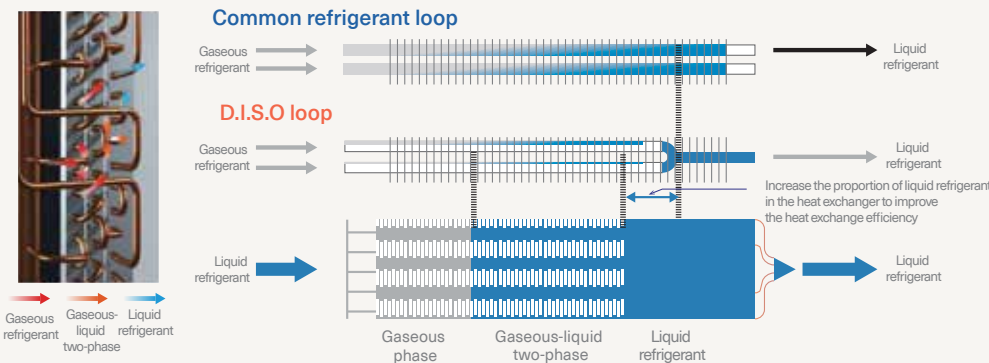 Common refrigerant loop
Gaseous
refrigerant
Liquid
refrigerant
D.I.S.O loop
Gaseous
refrigerant
Liquid
refrigerant
Increase the proportion of liquid refrigerant
in the heat exchanger to improve
the heat exchange efficiency
Liquid
refrigerant
Liquid
refrigerant
Gaseous
refrigerant
Gaseous-
liquid
two-phase
Liquid
refrigerant
Gaseous
phase
Gaseous-liquid
two-phase
Liquid
refrigerant